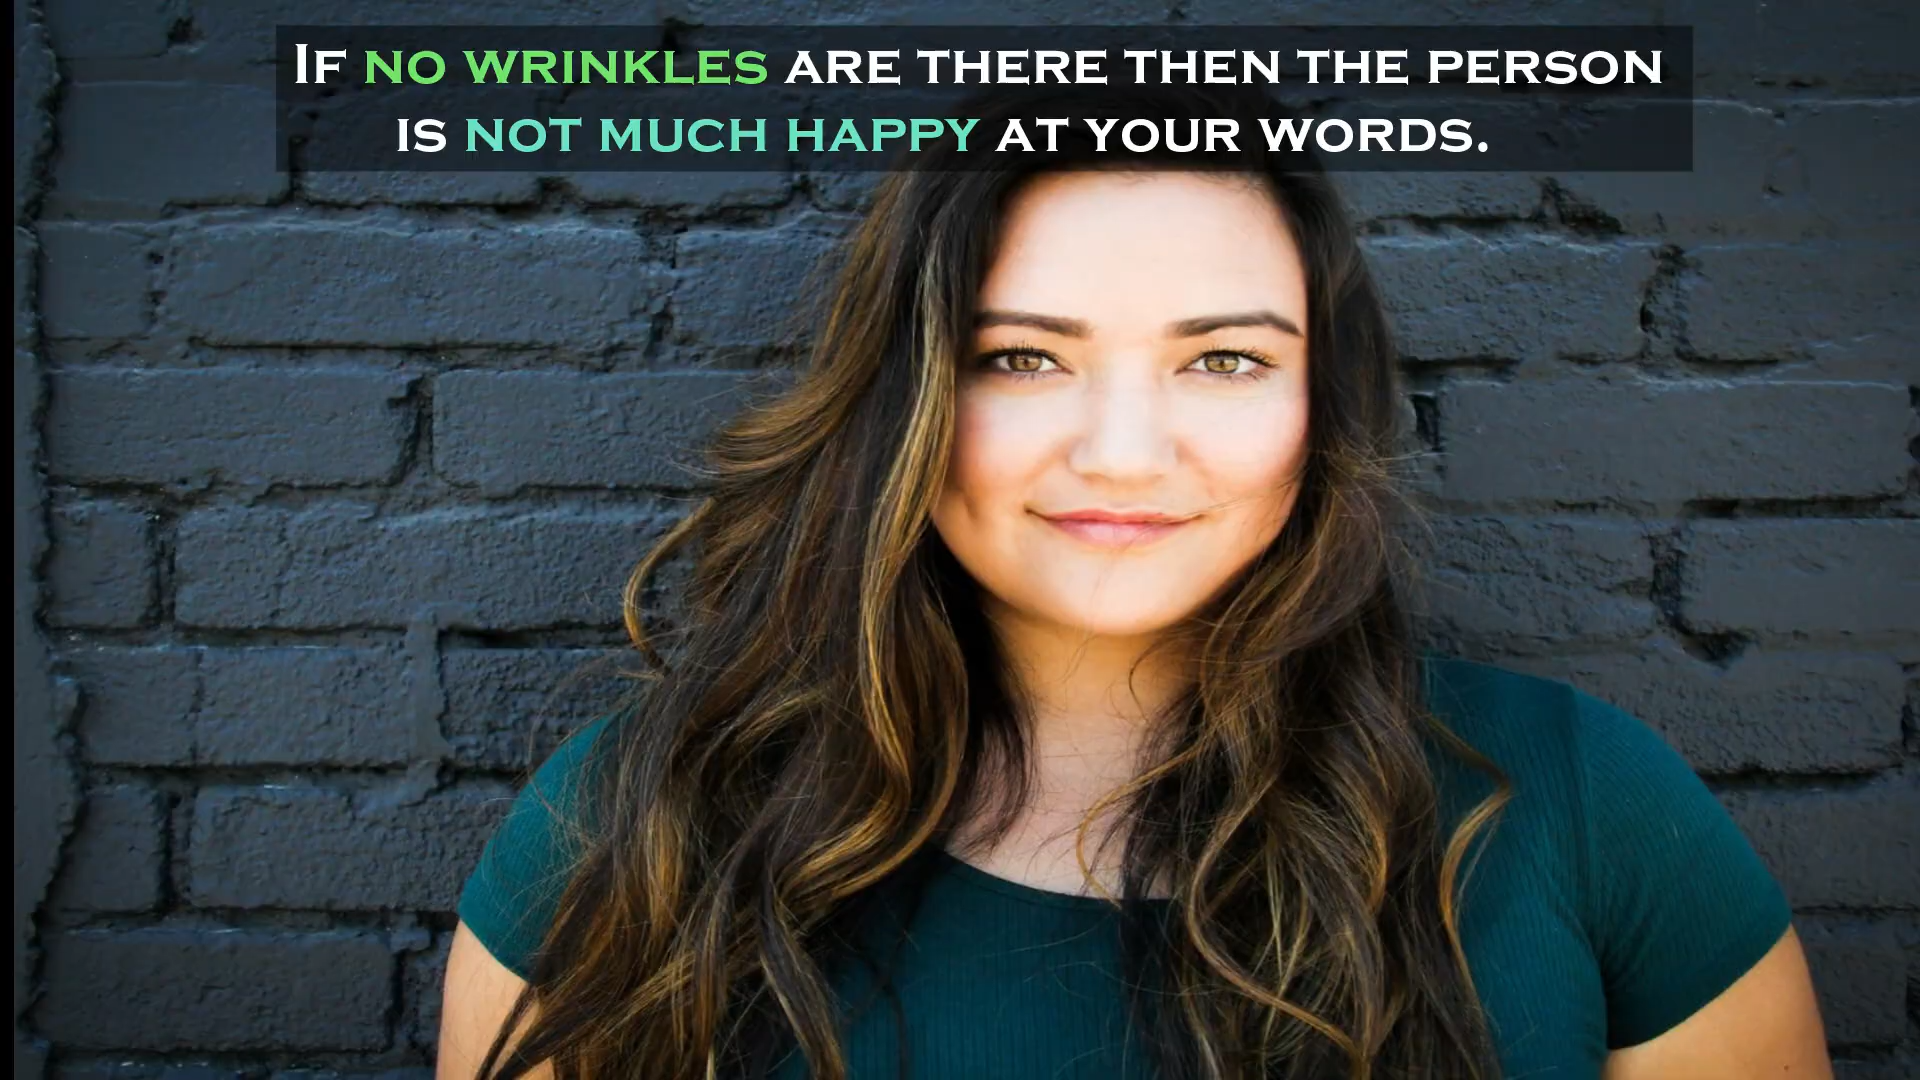 If no wrinkles are there then the person
is not much happy at your words.